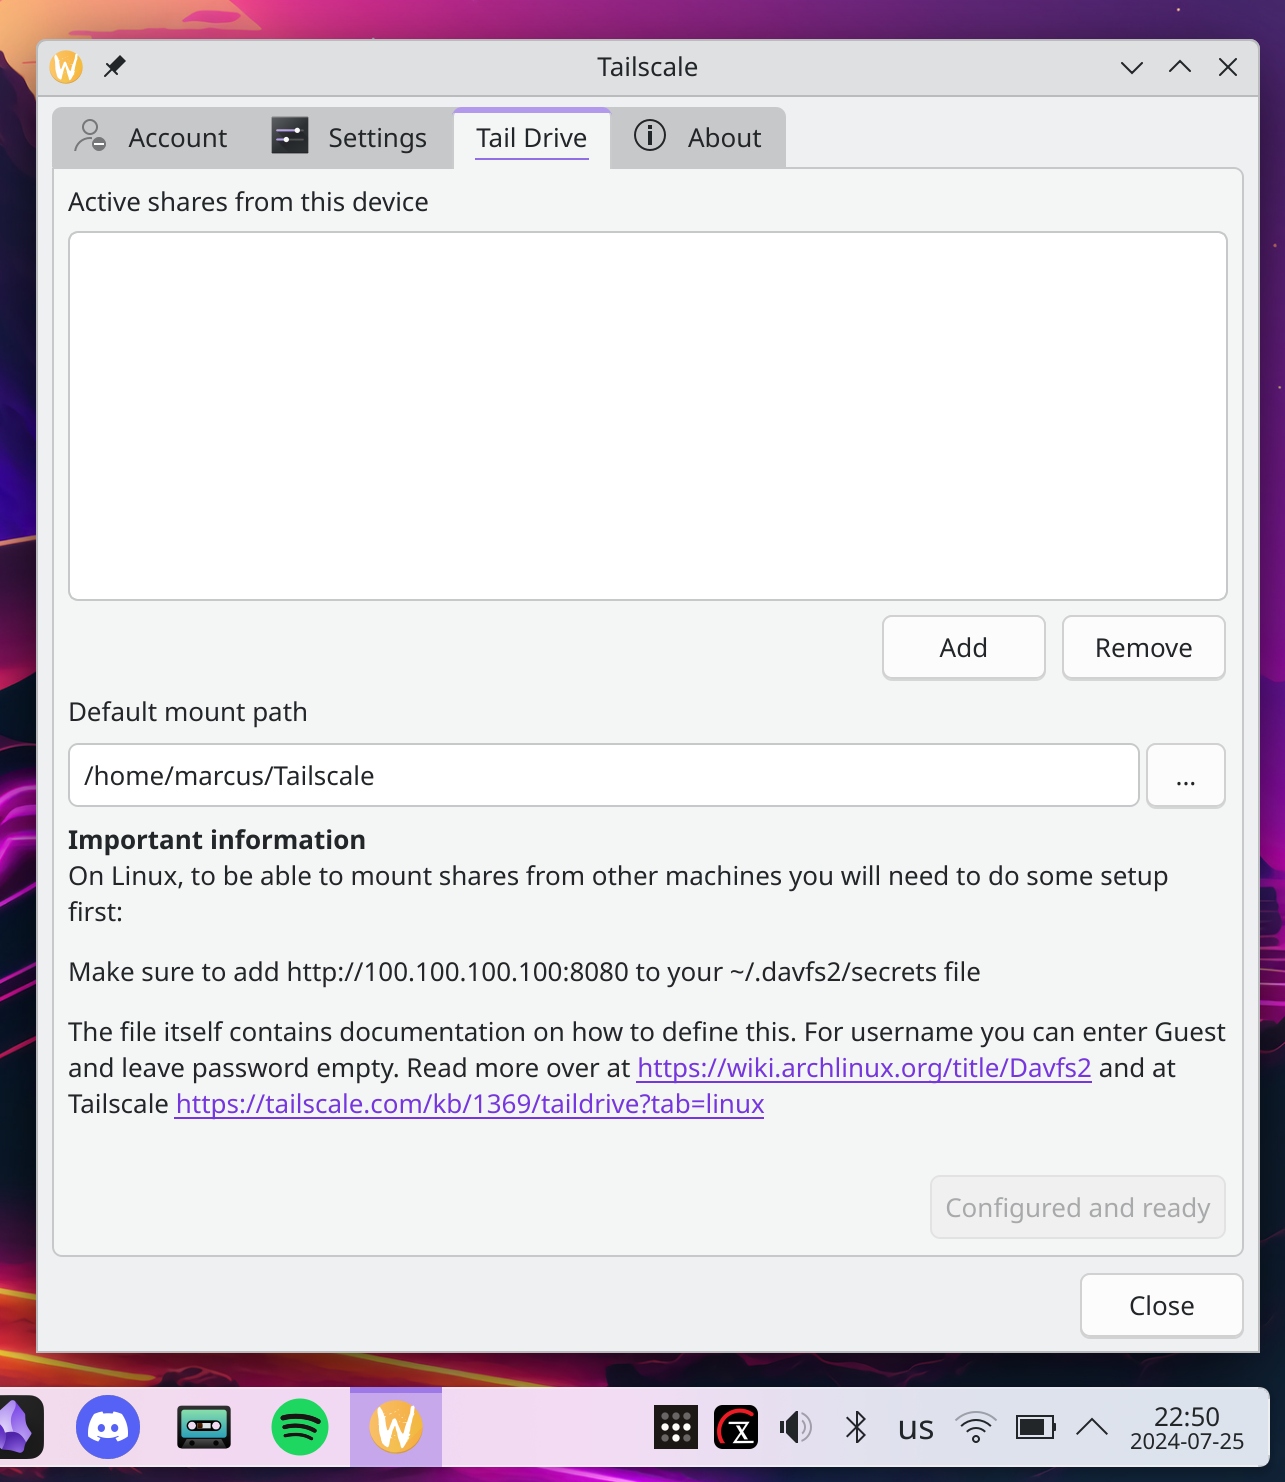 Tailscale
Account
Settings
Tail Drive
About
Active shares from this device
Add
Remove
Default mount path
/home/marcus/Tailscale
...
Important information
On Linux, to be able to mount shares from other machines you will need to do some setup
first:
Make sure to add http://100.100.100.100:8080 to your ~/.davfs2/secrets file
The file itself contains documentation on how to define this. For username you can enter Guest
and leave password empty. Read more over at https://wiki.archlinux.org/title/Davfs2 and at
Tailscale https://tailscale.com/kb/1369/taildrive?tab=linux
Configured and ready
Close
us
22:50
2024-07-25